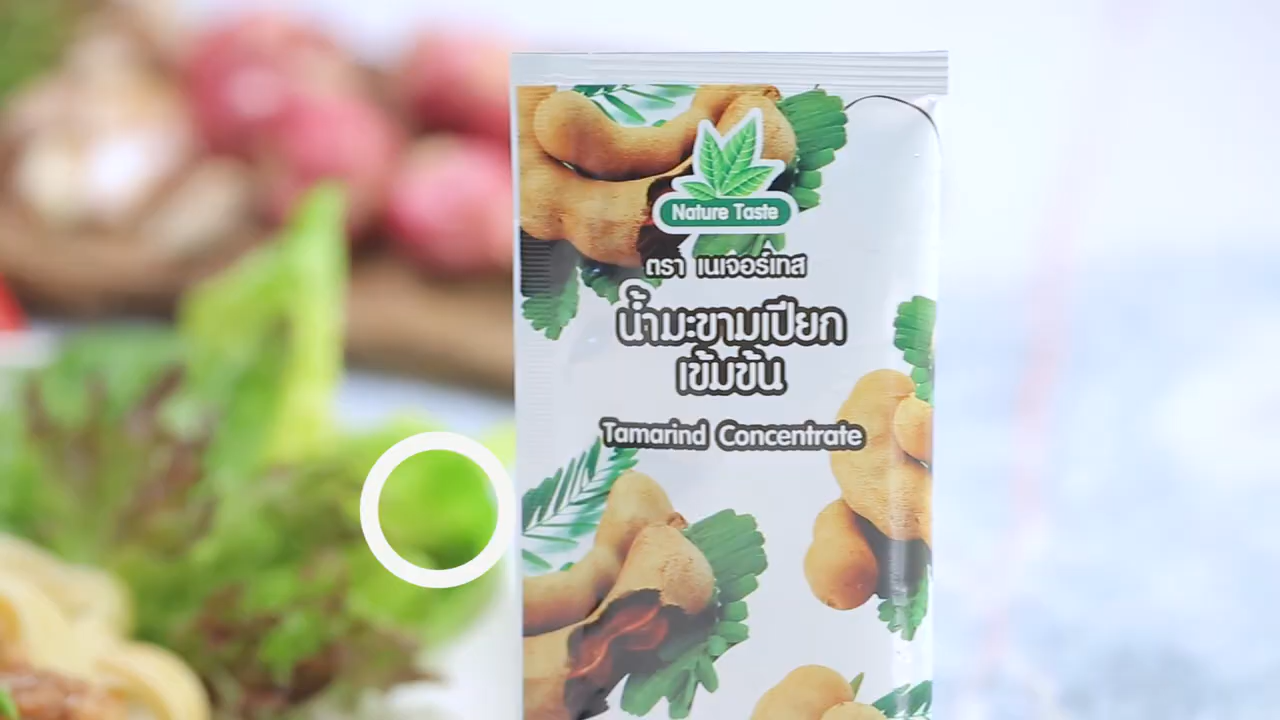 Nature Taste
ตรา เนเจอร์เทส
น้ำมะขามเปียก
เข้มข้น
Tamarind Concentrate